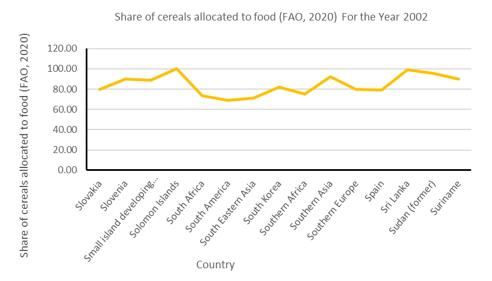 Share of cereals allocated to food (FAO, 2020) For the Year 2002
Share of cereals allocated to food (FAO, 2020)
120.00
100.00
80.00
60.00
40.00
20.00
0.00
Slovakia
Slovenia
Small island developing...
Solomon Islands
South Africa
South America
South Eastern Asia
South Korea
Southern Africa
Southern Asia
Southern Europe
Spain
Sri Lanka
Sudan (former)
Suriname
Country